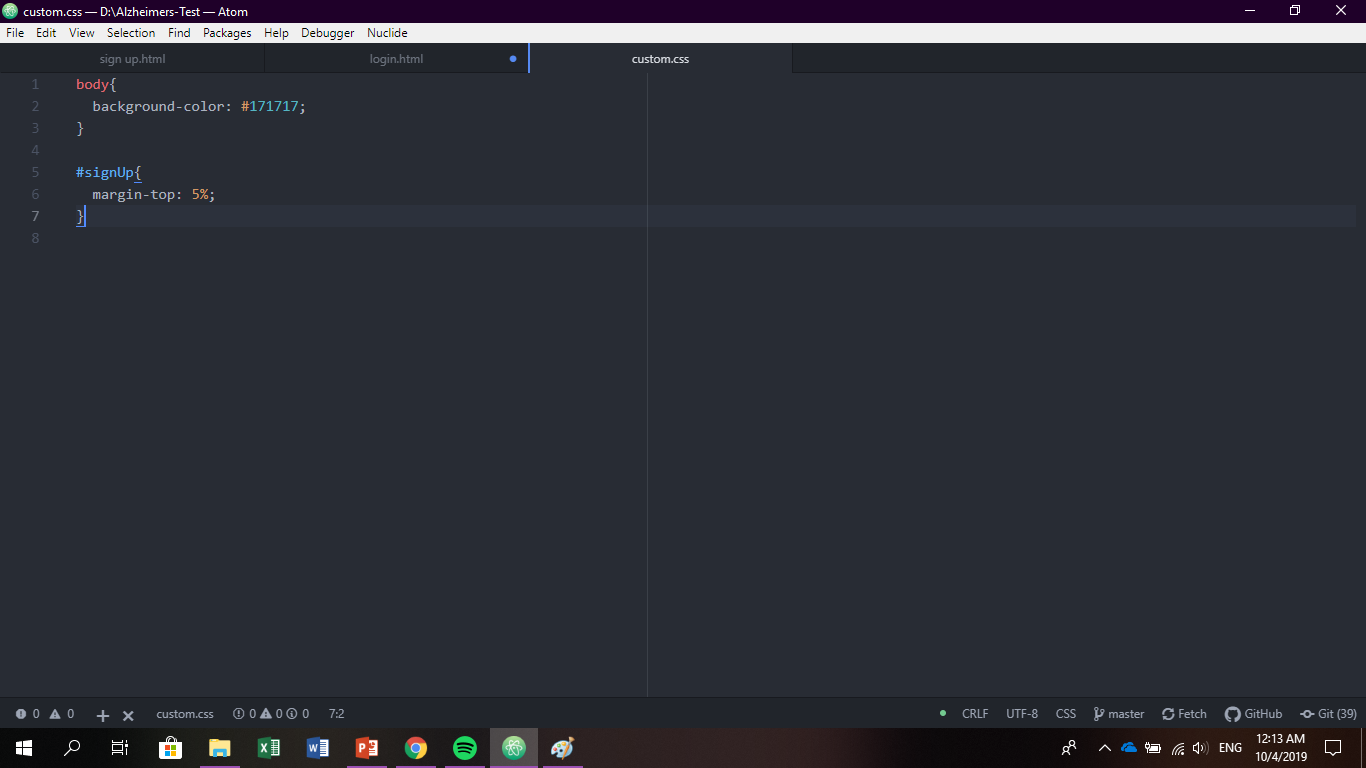 custom.css — D:\Alzheimers-Test — Atom
File Edit View Selection Find Packages Help Debugger Nuclide
sign up.html login.html custom.css
1 body{
2 background-color: #171717;
3 }
4
5 #signUp{
6 margin-top: 5%;
7 }
8
0 0 custom.css 0 0 0 7:2 CRLF UTF-8 CSS master Fetch GitHub Git (39)
ENG
12:13 AM
10/4/2019